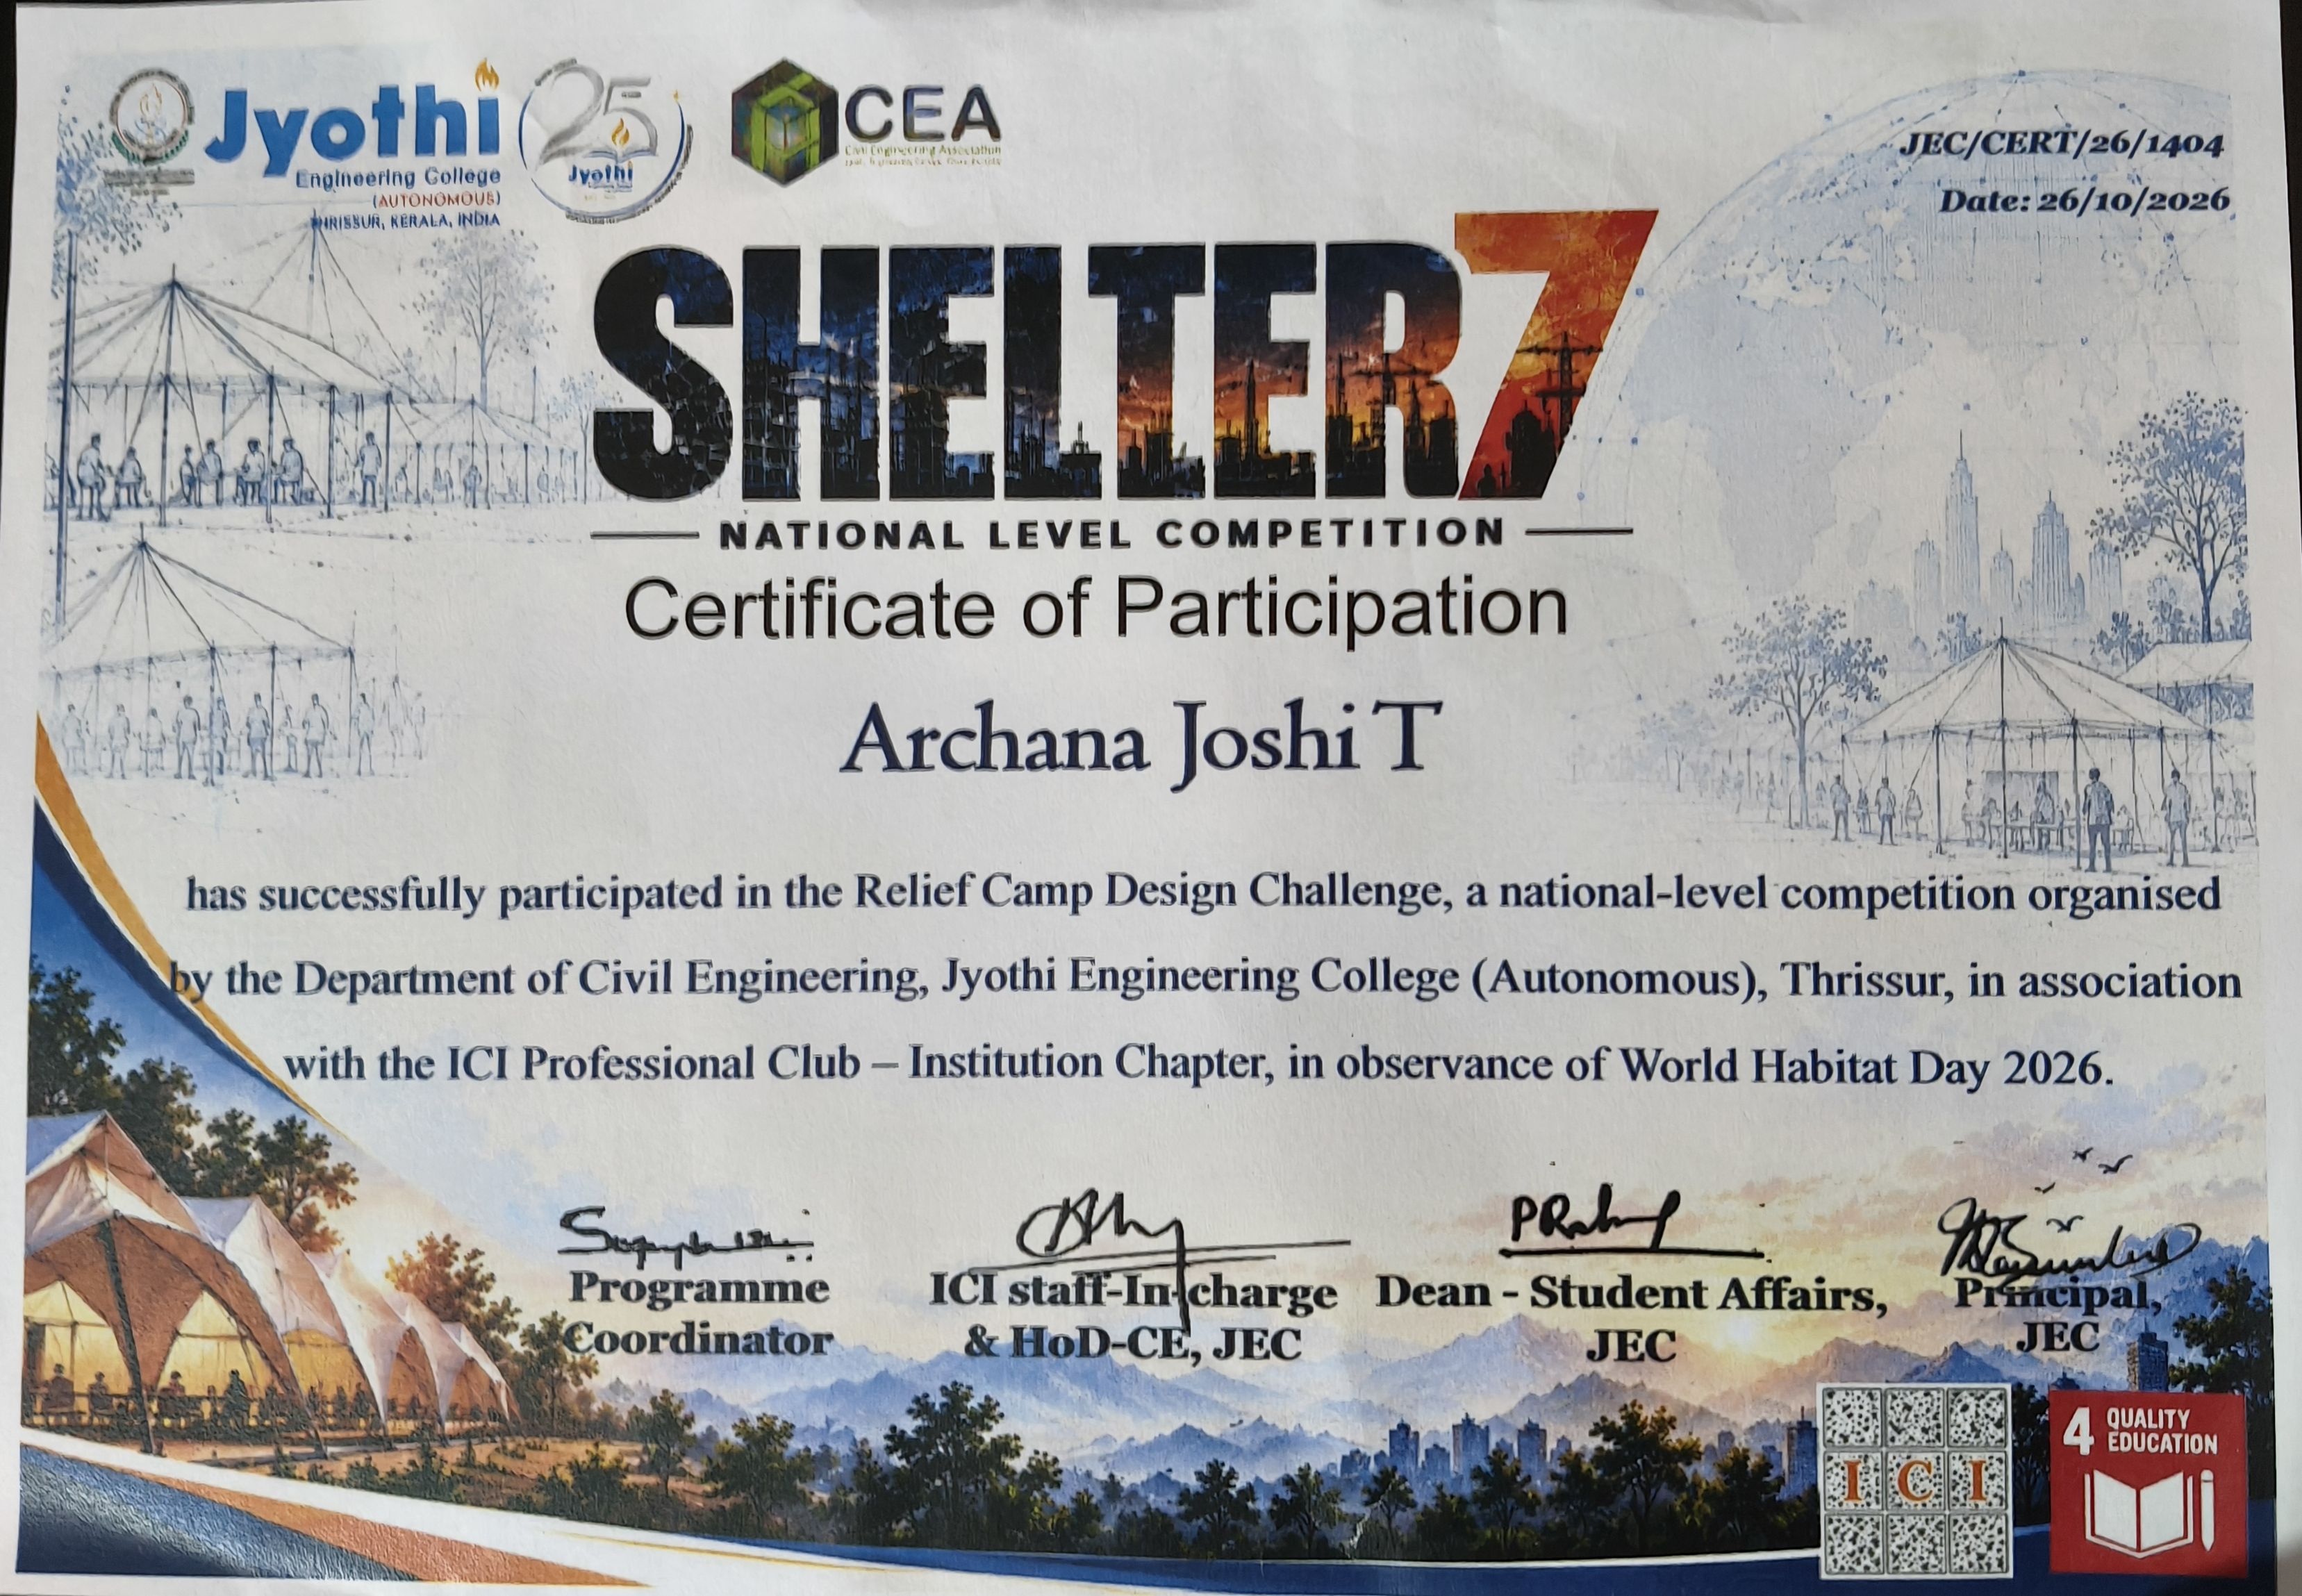 Jyothi
Engineering College
(AUTONOMOUS)
THRISSUR, KERALA, INDIA
25
Jyothi
CEA
Civil Engineering Association
JEC/CERT/26/1404
Date: 26/10/2026
SHELTER7
NATIONAL LEVEL COMPETITION
Certificate of Participation
Archana Joshi T
has successfully participated in the Relief Camp Design Challenge, a national-level competition organised
by the Department of Civil Engineering, Jyothi Engineering College (Autonomous), Thrissur, in association
with the ICI Professional Club – Institution Chapter, in observance of World Habitat Day 2026.
Programme
Coordinator
ICI staff-In-charge
& HoD-CE, JEC
Dean - Student Affairs,
JEC
Principal,
JEC
ICI
4 QUALITY
EDUCATION